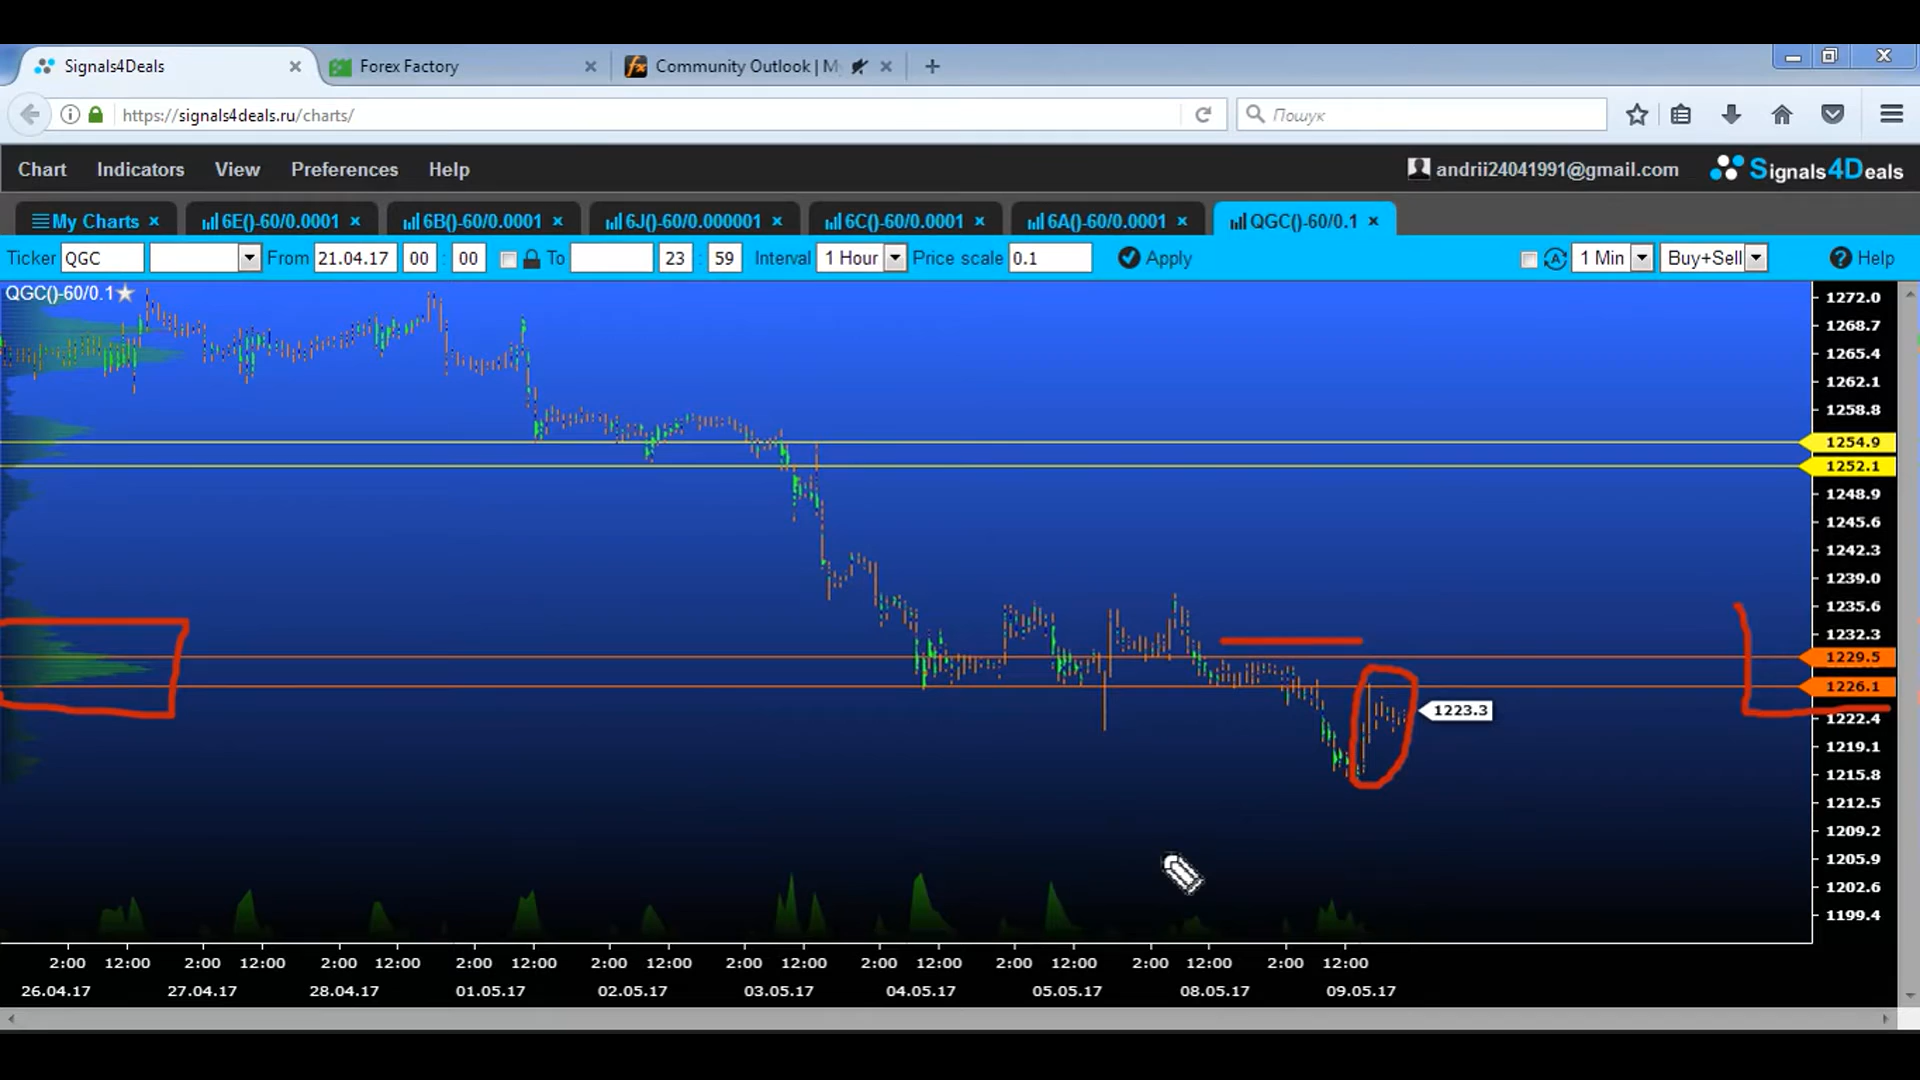 Signals4Deals
Forex Factory
Community Outlook | M
https://signals4deals.ru/charts/
Пошук
Chart Indicators View Preferences Help
andrii24041991@gmail.com
Signals4Deals
My Charts
6E()-60/0.0001
6B()-60/0.0001
6J()-60/0.000001
6C()-60/0.0001
6A()-60/0.0001
QGC()-60/0.1
Ticker QGC From 21.04.17 00 : 00 To 23 : 59 Interval 1 Hour Price scale 0.1 Apply 1 Min Buy+Sell Help
QGC()-60/0.1
1272.0
1268.7
1265.4
1262.1
1258.8
1254.9
1252.1
1248.9
1245.6
1242.3
1239.0
1235.6
1232.3
1229.5
1226.1
1223.3
1222.4
1219.1
1215.8
1212.5
1209.2
1205.9
1202.6
1199.4
2:00 12:00 2:00 12:00 2:00 12:00 2:00 12:00 2:00 12:00 2:00 12:00 2:00 12:00 2:00 12:00 2:00 12:00 2:00 12:00
26.04.17 27.04.17 28.04.17 01.05.17 02.05.17 03.05.17 04.05.17 05.05.17 08.05.17 09.05.17